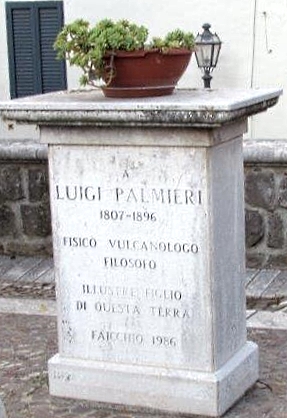 A
LUIGI PALMIERI
1807-1896
FISICO VULCANOLOGO
FILOSOFO
ILLUSTRE FIGLIO
DI QUESTA TERRA
FAICCHIO 1986